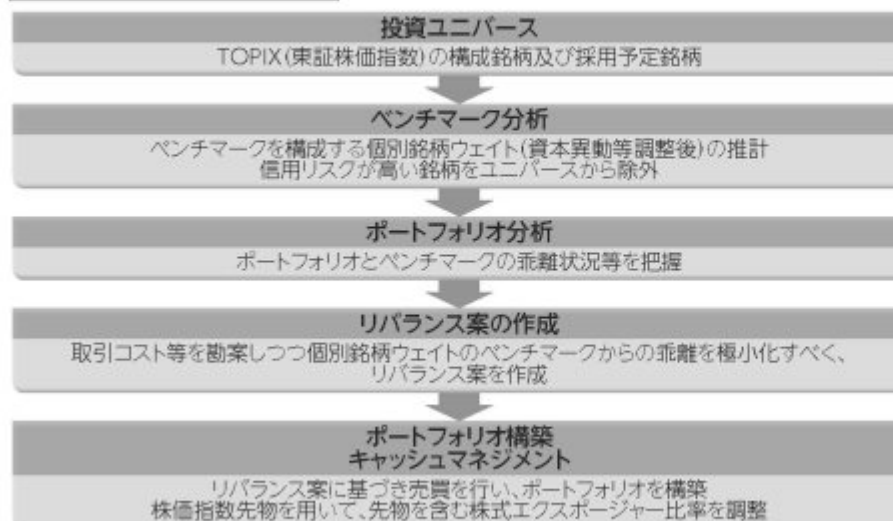 投資ユニバース
TOPIX(東証株価指数)の構成銘柄及び採用予定銘柄
ベンチマーク分析
ベンチマークを構成する個別銘柄ウェイト(資本異動等調整後)の推計
信用リスクが高い銘柄をユニバースから除外
ポートフォリオ分析
ポートフォリオとベンチマークの乖離状況等を把握
リバランス案の作成
取引コスト等を勘案しつつ個別銘柄ウェイトのベンチマークからの乖離を極小化すべく、
リバランス案を作成
ポートフォリオ構築
キャッシュマネジメント
リバランス案に基づき売買を行い、ポートフォリオを構築
株価指数先物を用いて、先物を含む株式エクスポージャー比率を調整